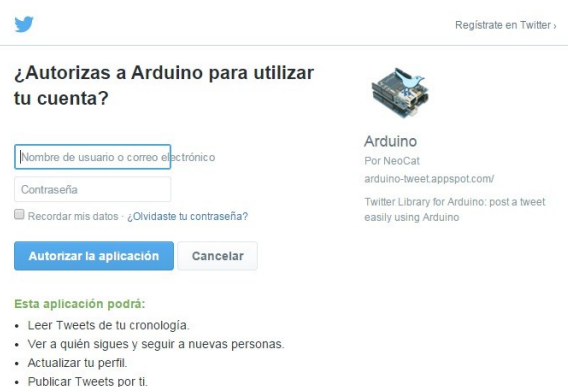 Regístrate en Twitter ›
¿Autorizas a Arduino para utilizar
tu cuenta?
Nombre de usuario o correo electrónico
Contraseña
Recordar mis datos · ¿Olvidaste tu contraseña?
Autorizar la aplicación
Cancelar
Arduino
Por NeoCat
arduino-tweet.appspot.com/
Twitter Library for Arduino: post a tweet
easily using Arduino
Esta aplicación podrá:
• Leer Tweets de tu cronología.
• Ver a quién sigues y seguir a nuevas personas.
• Actualizar tu perfil.
• Publicar Tweets por ti.